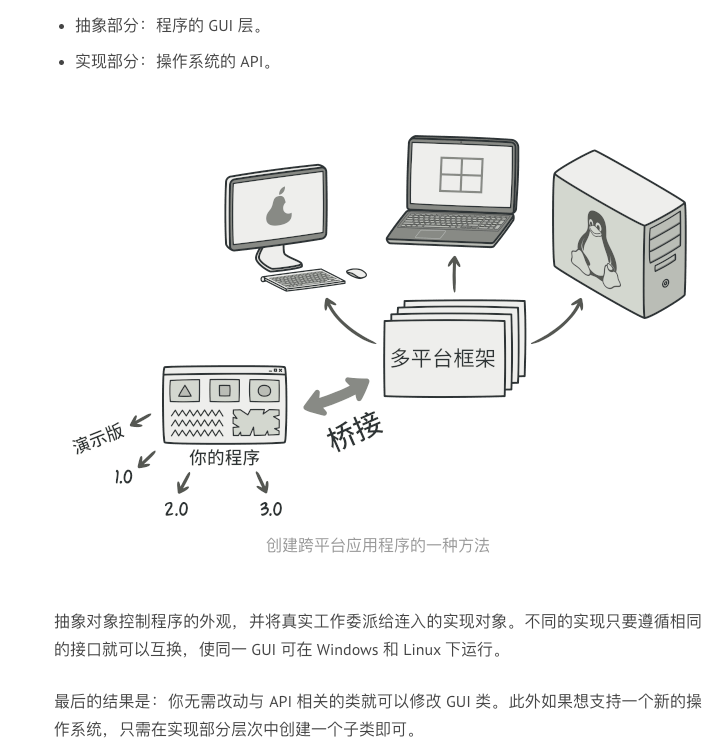 • 抽象部分：程序的 GUI 层。
• 实现部分：操作系统的 API。
多平台框架
桥接
演示版
你的程序
1.0
2.0
3.0
创建跨平台应用程序的一种方法
抽象对象控制程序的外观，并将真实工作委派给连入的实现对象。不同的实现只要遵循相同
的接口就可以互换，使同一 GUI 可在 Windows 和 Linux 下运行。
最后的结果是：你无需改动与 API 相关的类就可以修改 GUI 类。此外如果想支持一个新的操
作系统，只需在实现部分层次中创建一个子类即可。